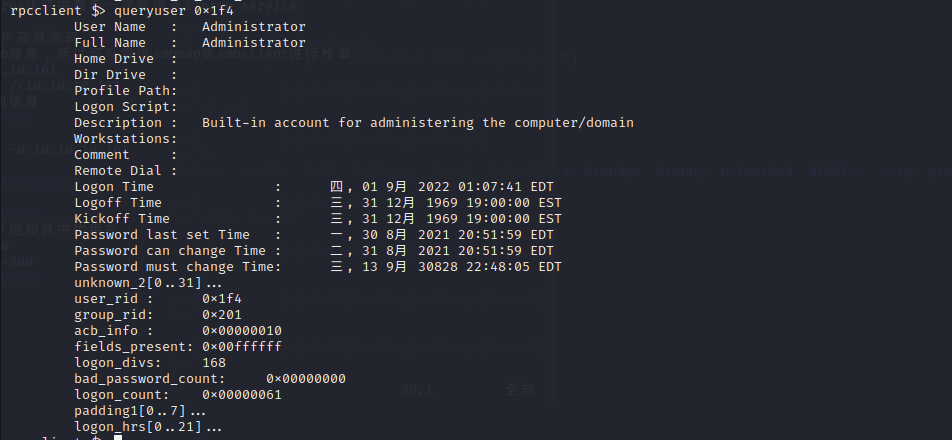 rpcclient $> queryuser 0×1f4
User Name   :   Administrator
Full Name   :   Administrator
Home Drive  :
Dir Drive   :
Profile Path:
Logon Script:
Description :   Built-in account for administering the computer/domain
Workstations:
Comment     :
Remote Dial :
Logon Time               :      四, 01 9月 2022 01:07:41 EDT
Logoff Time              :      三, 31 12月 1969 19:00:00 EST
Kickoff Time             :      三, 31 12月 1969 19:00:00 EST
Password last set Time   :      一, 30 8月 2021 20:51:59 EDT
Password can change Time :      二, 31 8月 2021 20:51:59 EDT
Password must change Time:      三, 13 9月 30828 22:48:05 EDT
unknown_2[0..31]...
user_rid :      0×1f4
group_rid:      0×201
acb_info :      0×00000010
fields_present: 0×00ffffff
logon_divs:     168
bad_password_count:     0×00000000
logon_count:    0×00000061
padding1[0..7]...
logon_hrs[0..21]...
rpcclient $>